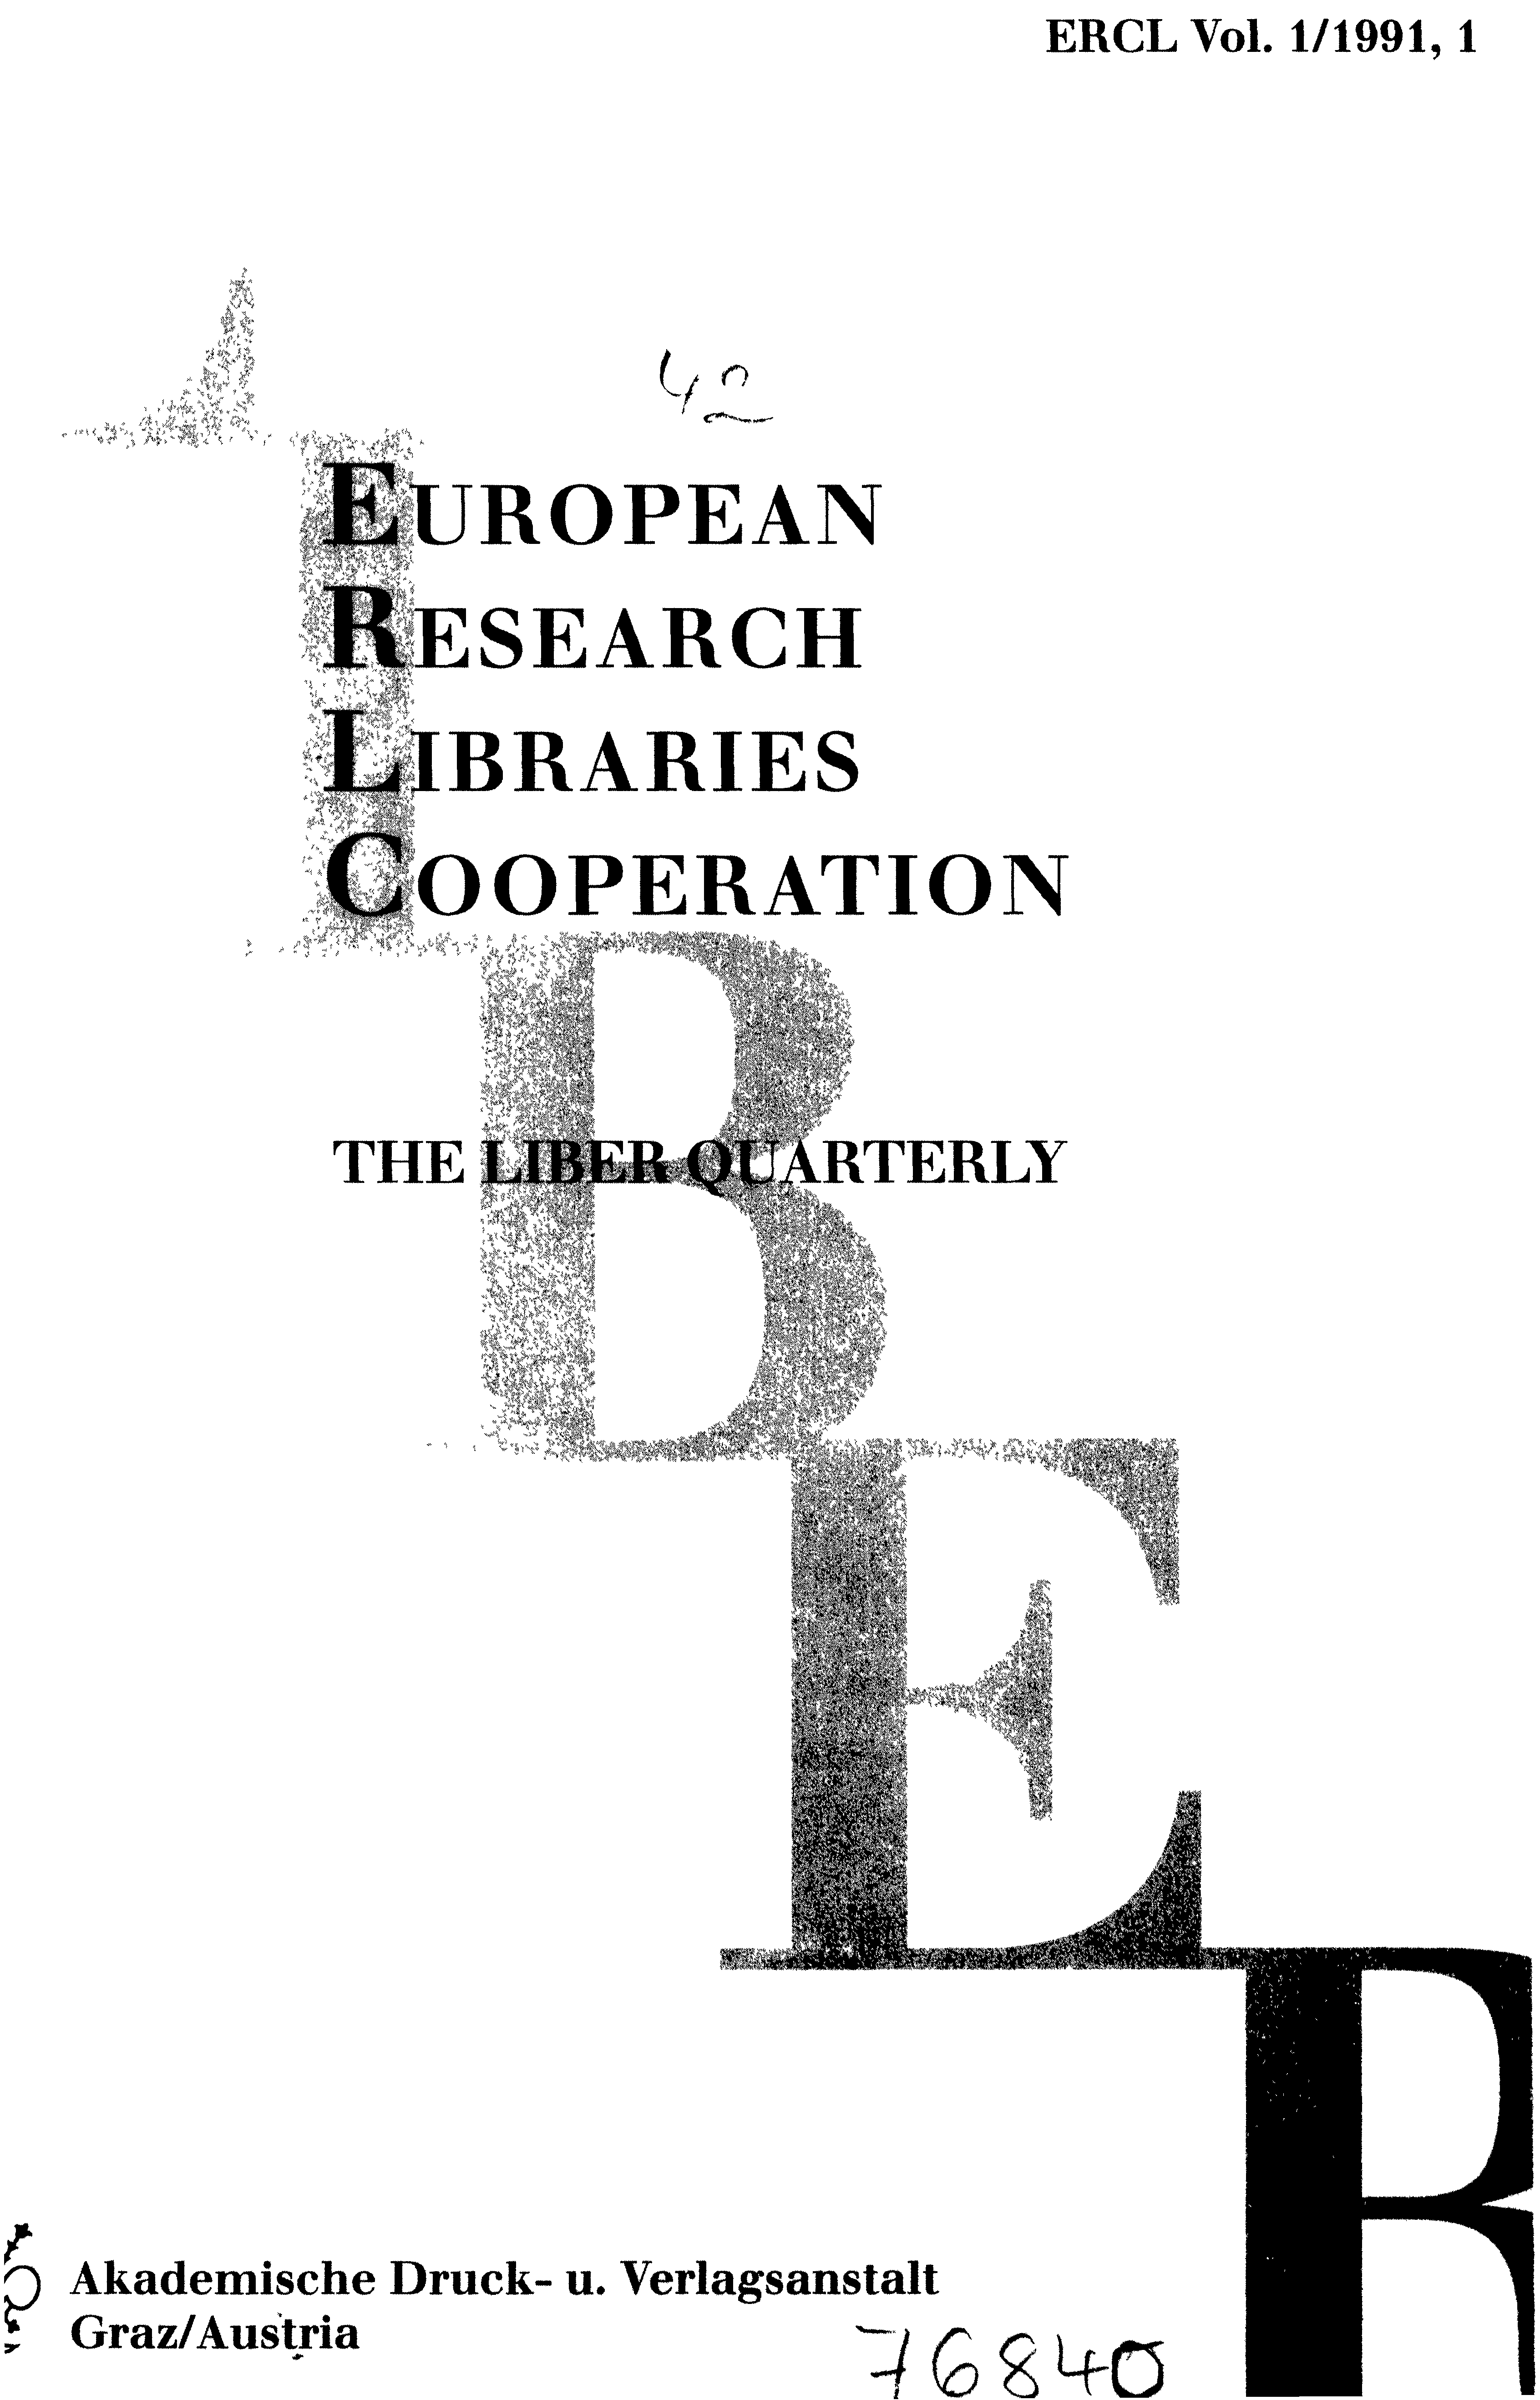 ERCL Vol. 1/1991, 1
42
EUROPEAN
RESEARCH
LIBRARIES
COOPERATION
THE LIBER QUARTERLY
LIBER
Akademische Druck- u. Verlagsanstalt
Graz/Austria
76840